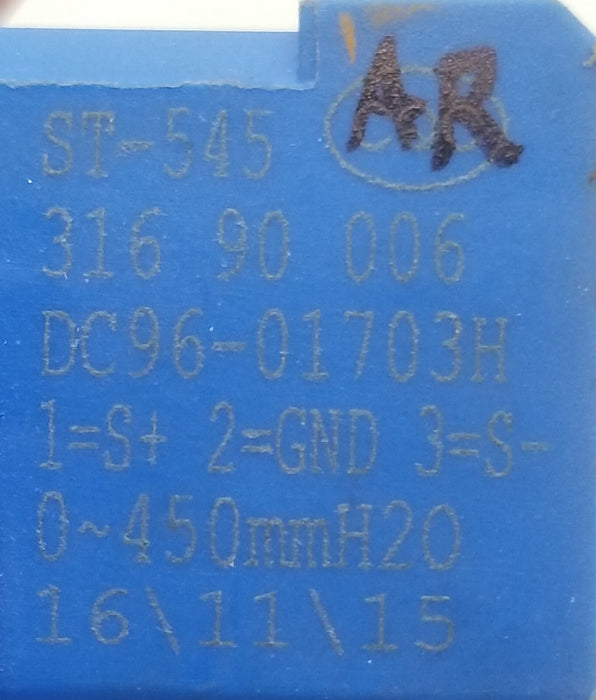 ST-545 AR
316 90 006
DC96-01703H
1=S+ 2=GND 3=S-
0~450mmH2O
16\11\15